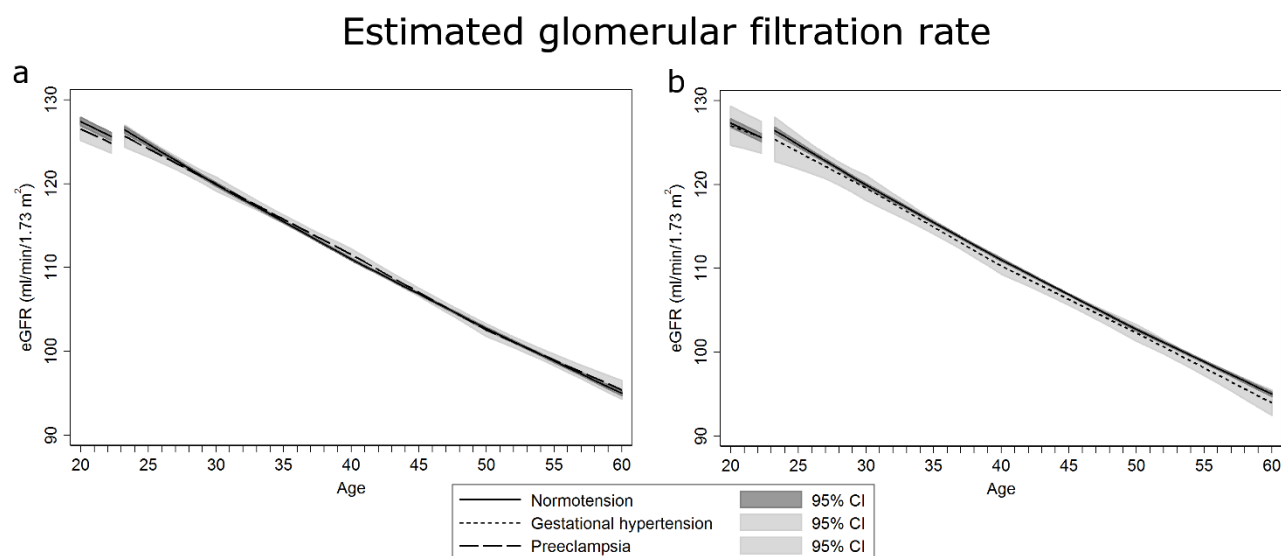 Estimated glomerular filtration rate
a
eGFR (ml/min/1.73 m²)
130
120
110
100
90
20 25 30 35 40 45 50 55 60
Age
b
eGFR (ml/min/1.73 m²)
130
120
110
100
90
20 25 30 35 40 45 50 55 60
Age
Normotension 95% CI
Gestational hypertension 95% CI
Preeclampsia 95% CI